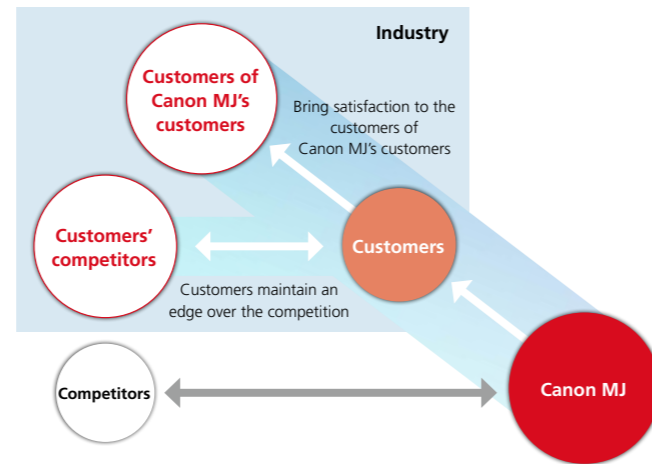 Industry
Customers of
Canon MJ’s
customers
Bring satisfaction to the
customers of
Canon MJ’s customers
Customers’
competitors
Customers
Customers maintain an
edge over the competition
Competitors
Canon MJ